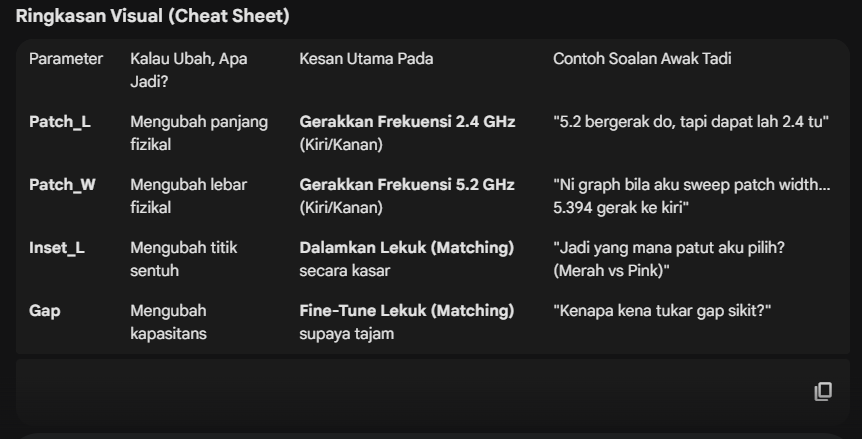 Ringkasan Visual (Cheat Sheet)
Parameter
Kalau Ubah, Apa
Jadi?
Kesan Utama Pada
Contoh Soalan Awak Tadi
Patch_L
Mengubah panjang
fizikal
Gerakkan Frekuensi 2.4 GHz
(Kiri/Kanan)
"5.2 bergerak do, tapi dapat lah 2.4 tu"
Patch_W
Mengubah lebar
fizikal
Gerakkan Frekuensi 5.2 GHz
(Kiri/Kanan)
"Ni graph bila aku sweep patch width...
5.394 gerak ke kiri"
Inset_L
Mengubah titik
sentuh
Dalamkan Lekuk (Matching)
secara kasar
"Jadi yang mana patut aku pilih?
(Merah vs Pink)"
Gap
Mengubah
kapasitans
Fine-Tune Lekuk (Matching)
supaya tajam
"Kenapa kena tukar gap sikit?"